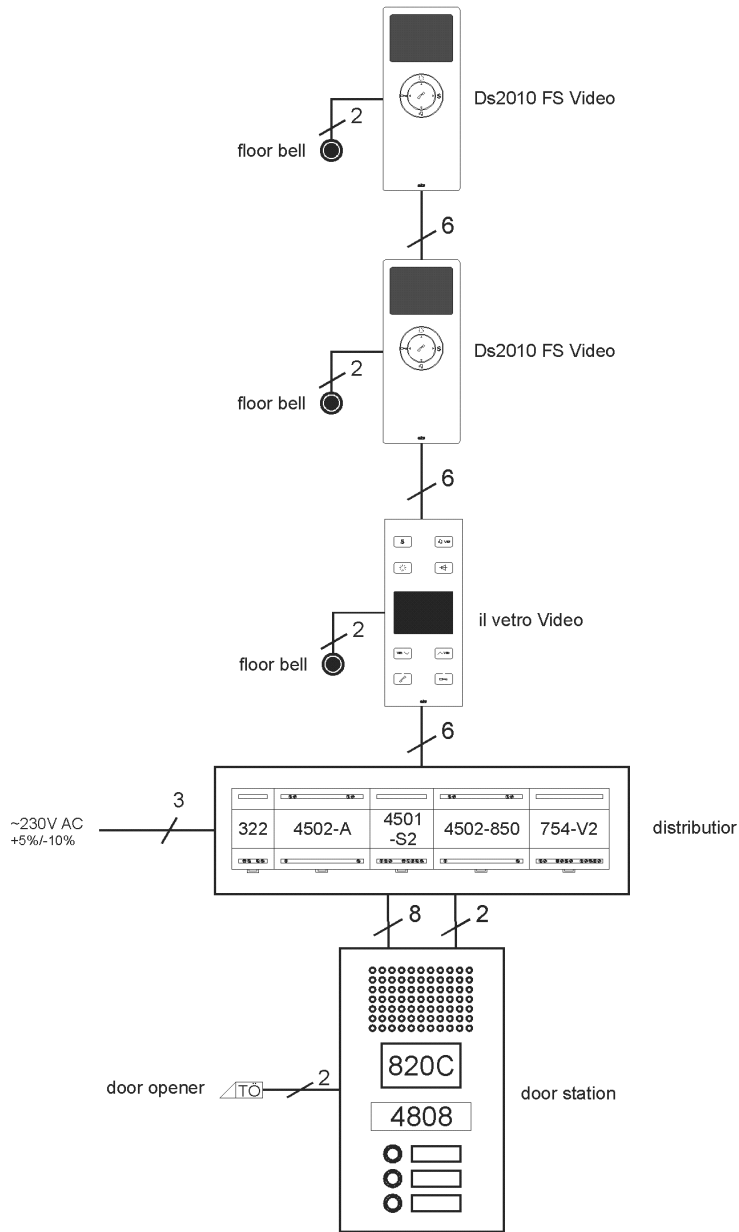 Ds2010 FS Video
2
floor bell
6
Ds2010 FS Video
2
floor bell
6
il vetro Video
2
floor bell
6
~230V AC
+5%/-10%
3
322
4502-A
4501
-S2
4502-850
754-V2
distributior
8
2
820C
door opener
TÖ
2
door station
4808